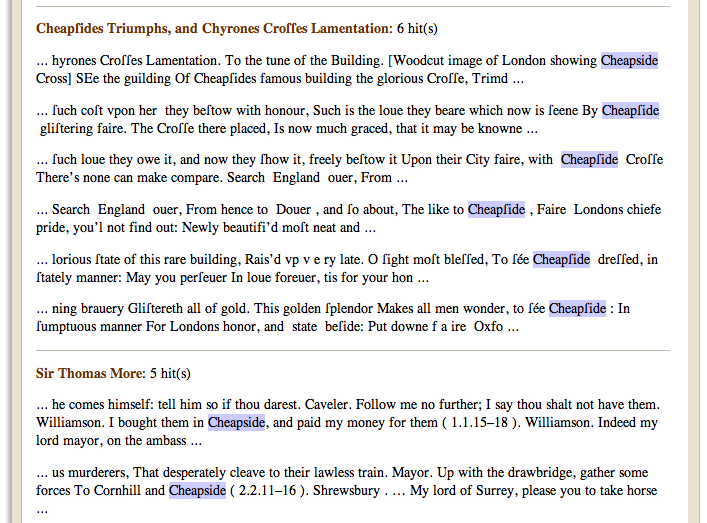 Cheapſides Triumphs, and Chyrones Croſſes Lamentation: 6 hit(s)
... hyrones Croſſes Lamentation. To the tune of the Building. [Woodcut image of London showing Cheapside
Cross] SEe the guilding Of Cheapſides famous building the glorious Croſſe, Trimd ...
... ſuch coſt vpon her they beſtow with honour, Such is the loue they beare which now is ſeene By Cheapſide
gliſtering faire. The Croſſe there placed, Is now much graced, that it may be knowne ...
... ſuch loue they owe it, and now they ſhow it, freely beſtow it Upon their City faire, with Cheapſide Croſſe
There’s none can make compare. Search England ouer, From ...
... Search England ouer, From hence to Douer , and ſo about, The like to Cheapſide , Faire Londons chiefe
pride, you’l not find out: Newly beautifi’d moſt neat and ...
... lorious ſtate of this rare building, Rais’d vp v e ry late. O ſight moſt bleſſed, To ſée Cheapſide dreſſed, in
ſtately manner: May you perſeuer In loue foreuer, tis for your hon ...
... ning brauery Gliſtereth all of gold. This golden ſplendor Makes all men wonder, to ſée Cheapſide : In
ſumptuous manner For Londons honor, and state beſide: Put downe f a ire Oxfo ...
Sir Thomas More: 5 hit(s)
... he comes himself: tell him so if thou darest. Caveler. Follow me no further; I say thou shalt not have them.
Williamson. I bought them in Cheapside, and paid my money for them ( 1.1.15–18 ). Williamson. Indeed my
lord mayor, on the ambass ...
... us murderers, That desperately cleave to their lawless train. Mayor. Up with the drawbridge, gather some
forces To Cornhill and Cheapside ( 2.2.11–16 ). Shrewsbury . ... My lord of Surrey, please you to take horse
...